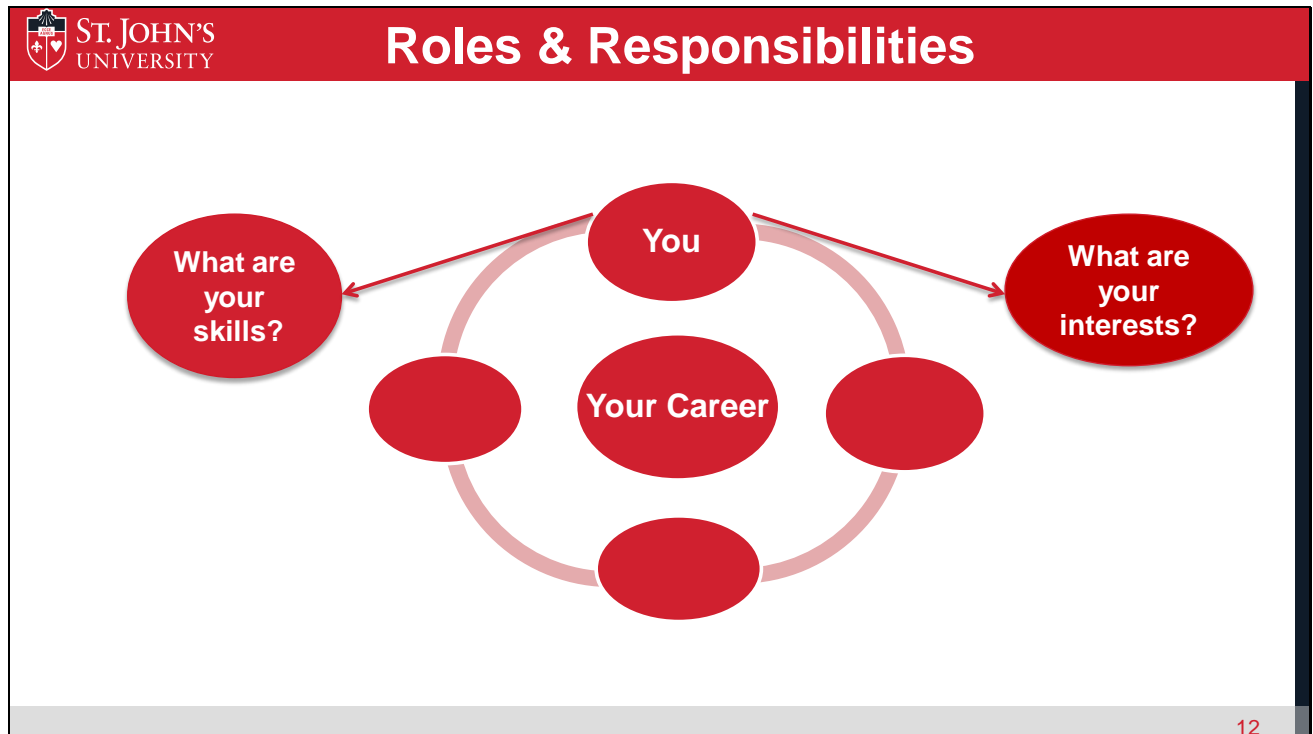 ST. JOHN'S
UNIVERSITY
Roles & Responsibilities
You
What are
your
skills?
What are
your
interests?
Your Career
12